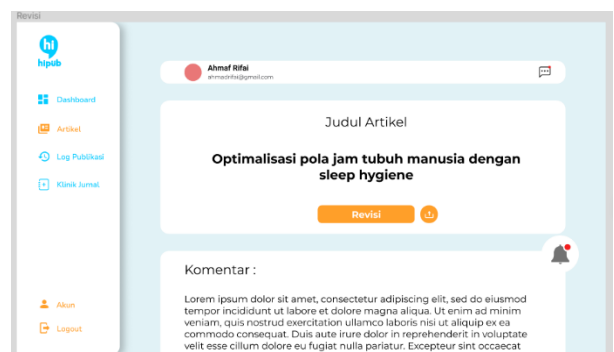 Revisi
hi
hipub
Dashboard
Artikel
Log Publikasi
Klinik Jurnal
Akun
Logout
Ahmaf Rifai
ahmadrifai@gmail.com
Judul Artikel
Optimalisasi pola jam tubuh manusia dengan
sleep hygiene
Revisi
Komentar :
Lorem ipsum dolor sit amet, consectetur adipiscing elit, sed do eiusmod
tempor incididunt ut labore et dolore magna aliqua. Ut enim ad minim
veniam, quis nostrud exercitation ullamco laboris nisi ut aliquip ex ea
commodo consequat. Duis aute irure dolor in reprehenderit in voluptate
velit esse cillum dolore eu fugiat nulla pariatur. Excepteur sint occaecat